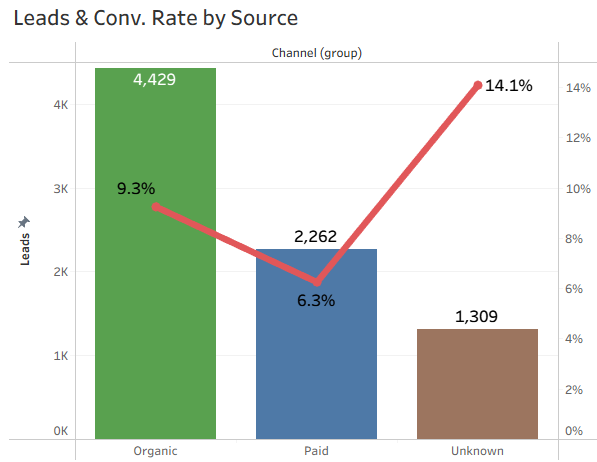 Leads & Conv. Rate by Source
Channel (group)
4,429
14.1%
14%
4K
12%
9.3%
3K
10%
Leads
2,262
8%
2K
6.3%
6%
1,309
4%
1K
2%
0K
0%
Organic
Paid
Unknown